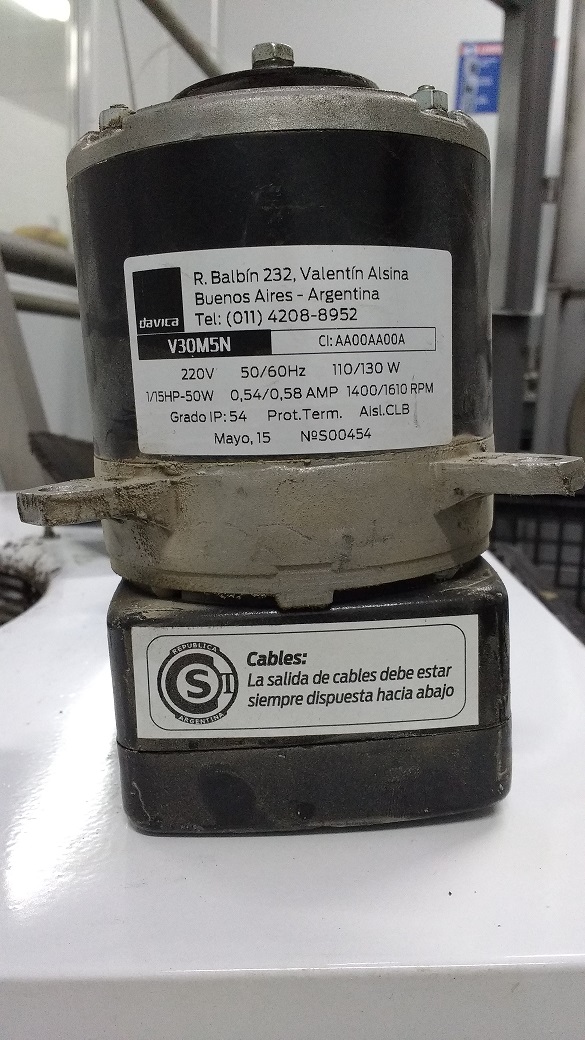 R. Balbín 232, Valentín Alsina
Buenos Aires - Argentina
Tel: (011) 4208-8952
davica
V30M5N CI: AA00AA00A
220V 50/60Hz 110/130 W
1/15HP-50W 0,54/0,58 AMP 1400/1610 RPM
Grado IP: 54 Prot.Term. Aisl.CLB
Mayo, 15 NºS00454
REPUBLICA
S
ARGENTINA
Cables:
La salida de cables debe estar
siempre dispuesta hacia abajo